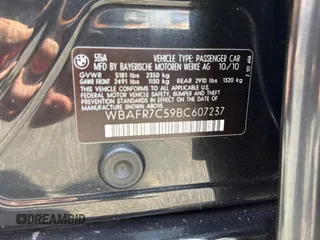 535A VEHICLE TYPE: PASSENGER CAR
MFD BY BAYERISCHE MOTOREN WERKE AG 10/10
GVWR 5181 lbs 2350 kg
GAWR FRONT 2491 lbs 1130 kg REAR 2910 lbs 1320 kg
THIS VEHICLE CONFORMS TO ALL APPLICABLE FEDERAL
MOTOR VEHICLE SAFETY, BUMPER, AND THEFT
PREVENTION STANDARDS IN EFFECT ON THE DATE OF
MANUFACTURE SHOWN ABOVE.
WBAFR7C59BC607237
DREAMBID